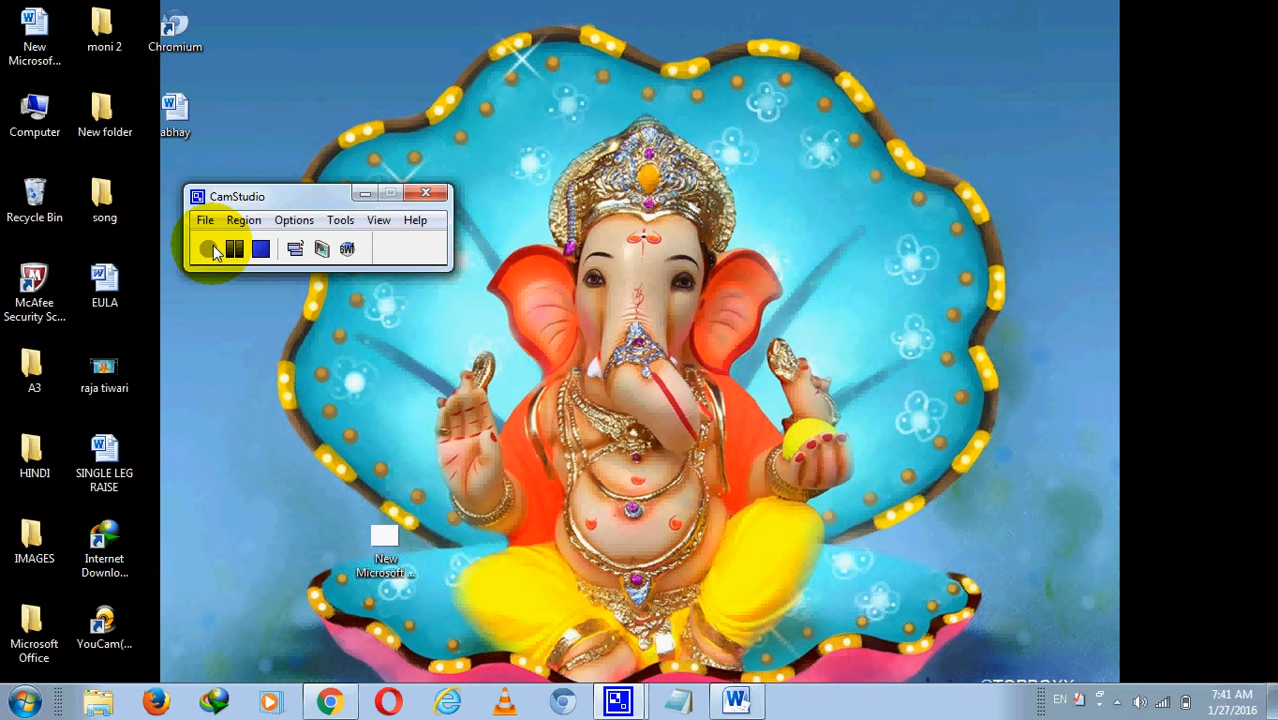 New
Microsof...
moni 2
Chromium
Computer
New folder
abhay
Recycle Bin
song
McAfee
Security Sc...
EULA
A3
raja tiwari
HINDI
SINGLE LEG
RAISE
IMAGES
Internet
Downlo...
Microsoft
Office
YouCam(...
CamStudio
File Region Options Tools View Help
SWF
New
Microsoft ...
EN
7:41 AM
1/27/2016